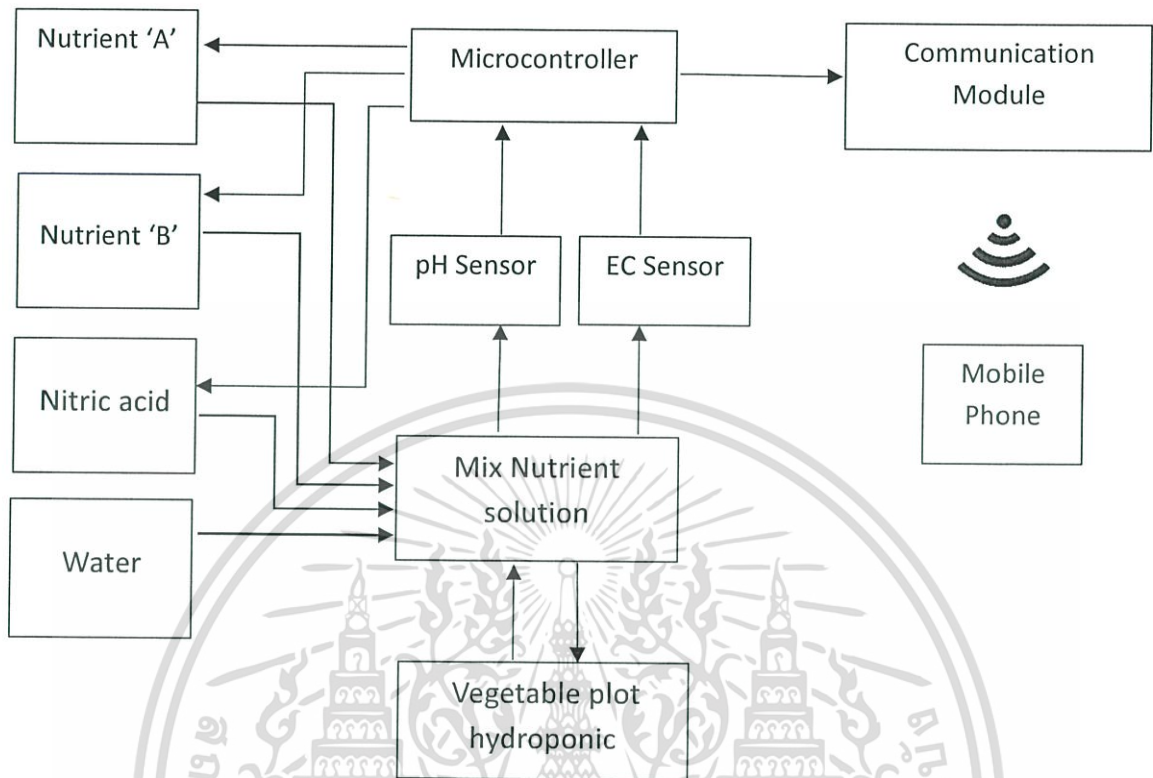 Nutrient ‘A’
Microcontroller
Communication
Module
Nutrient ‘B’
pH Sensor
EC Sensor
Nitric acid
Mobile
Phone
Mix Nutrient
solution
Water
Vegetable plot
hydroponic